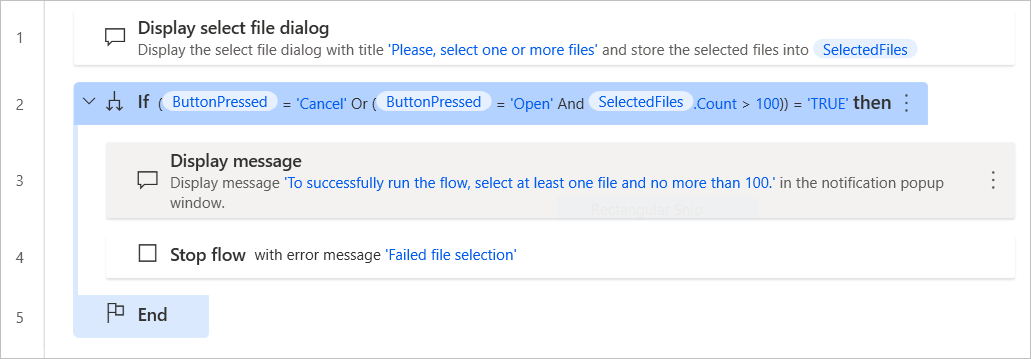 1
Display select file dialog
Display the select file dialog with title 'Please, select one or more files' and store the selected files into SelectedFiles
2
If ( ButtonPressed = 'Cancel' Or ( ButtonPressed = 'Open' And SelectedFiles .Count > 100)) = 'TRUE' then
3
Display message
Display message 'To successfully run the flow, select at least one file and no more than 100.' in the notification popup
window.
Rectangular Snip
4
Stop flow with error message 'Failed file selection'
5
End